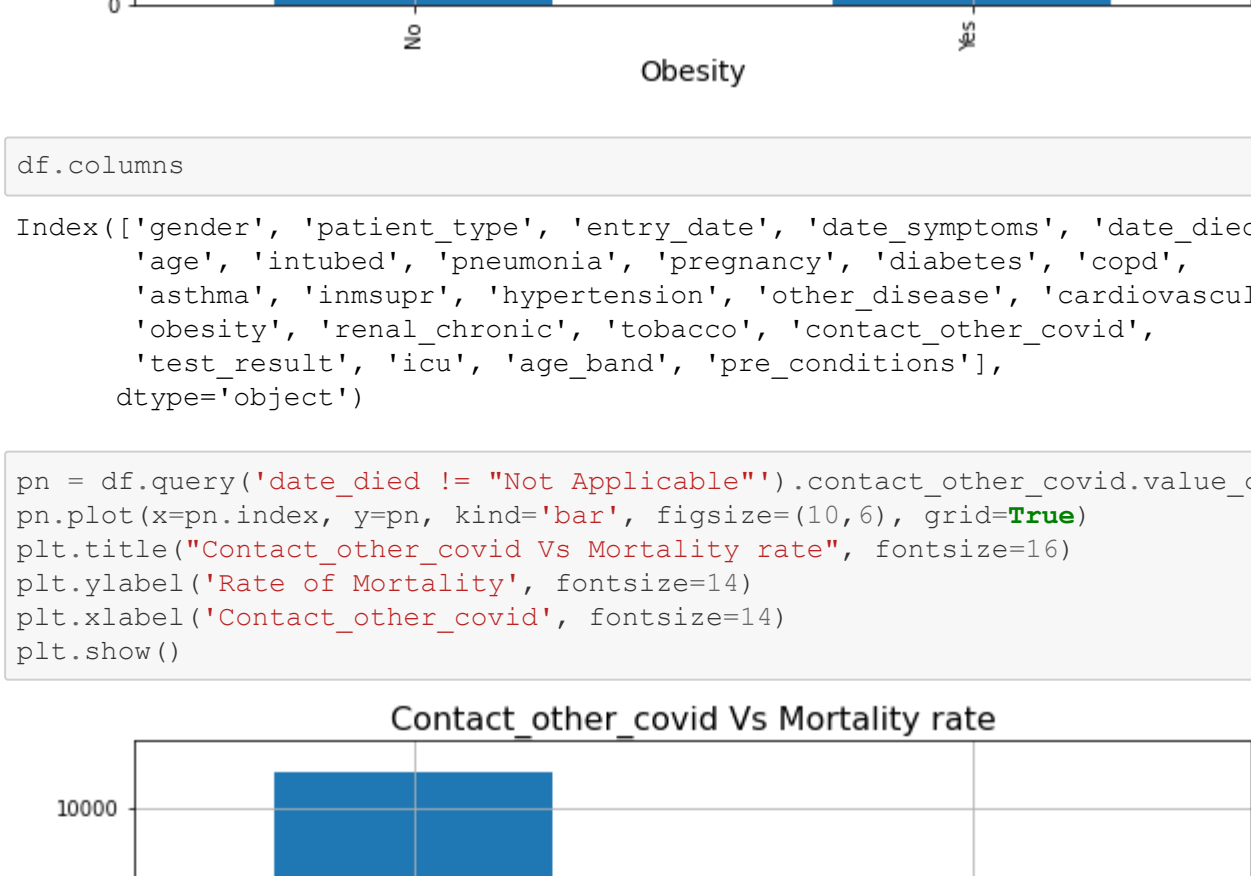 0
No
Yes
Obesity
df.columns
Index(['gender', 'patient_type', 'entry_date', 'date_symptoms', 'date_died
'age', 'intubed', 'pneumonia', 'pregnancy', 'diabetes', 'copd',
'asthma', 'inmsupr', 'hypertension', 'other_disease', 'cardiovascul
'obesity', 'renal_chronic', 'tobacco', 'contact_other_covid',
'test_result', 'icu', 'age_band', 'pre_conditions'],
dtype='object')
pn = df.query('date_died != "Not Applicable"').contact_other_covid.value_
pn.plot(x=pn.index, y=pn, kind='bar', figsize=(10,6), grid=True)
plt.title("Contact_other_covid Vs Mortality rate", fontsize=16)
plt.ylabel('Rate of Mortality', fontsize=14)
plt.xlabel('Contact_other_covid', fontsize=14)
plt.show()
Contact_other_covid Vs Mortality rate
10000